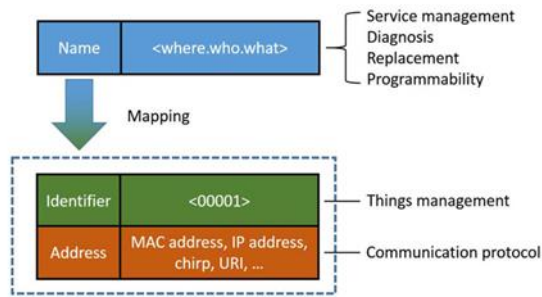 Name <where.who.what>
Service management
Diagnosis
Replacement
Programmability
Mapping
Identifier <00001>
Things management
Address MAC address, IP address,
chirp, URI, ...
Communication protocol